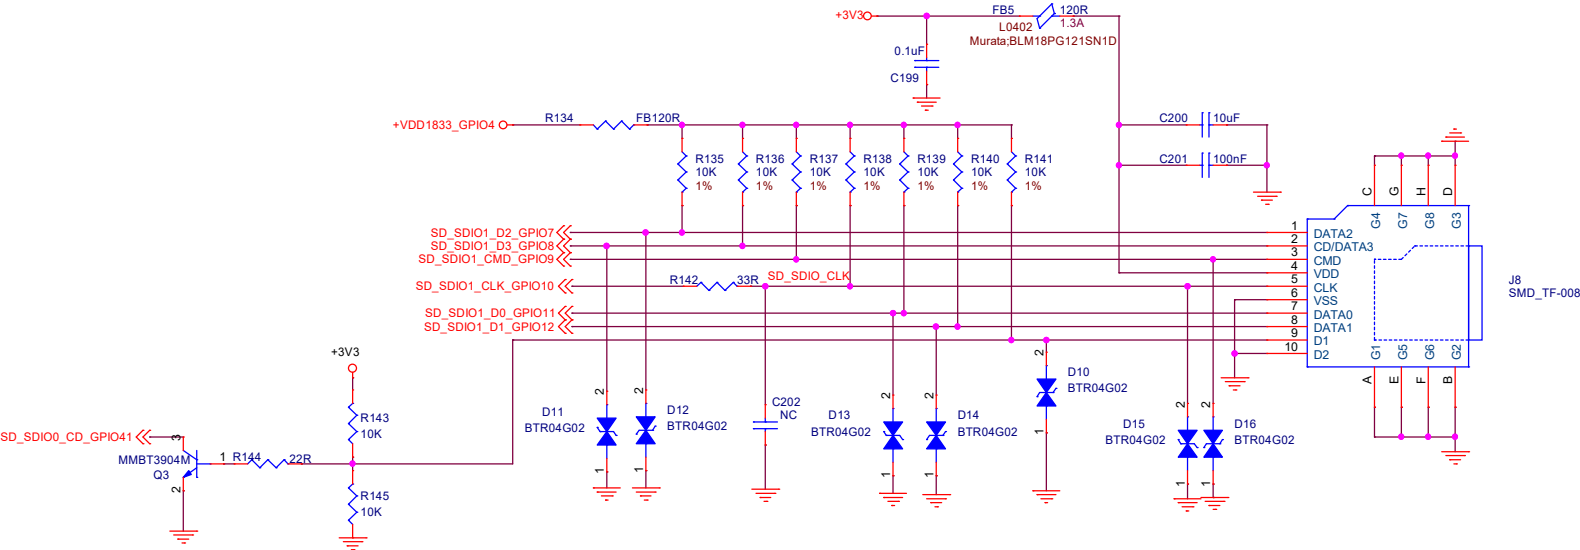 +3V3
FB5
120R
L0402
1.3A
Murata;BLM18PG121SN1D
0.1uF
C199
+VDD1833_GPIO4
R134
FB120R
C200
10uF
C201
100nF
R135
10K
1%
R136
10K
1%
R137
10K
1%
R138
10K
1%
R139
10K
1%
R140
10K
1%
R141
10K
1%
C
G
H
D
G4
G7
G8
G3
SD_SDIO1_D2_GPIO7
SD_SDIO1_D3_GPIO8
SD_SDIO1_CMD_GPIO9
SD_SDIO1_CLK_GPIO10
R142
33R
SD_SDIO_CLK
SD_SDIO1_D0_GPIO11
SD_SDIO1_D1_GPIO12
1 DATA2
2 CD/DATA3
3 CMD
4 VDD
5 CLK
6 VSS
7 DATA0
8 DATA1
9 D1
10 D2
J8
SMD_TF-008
G1
G5
G6
G2
A
E
F
B
+3V3
R143
10K
SD_SDIO0_CD_GPIO41
3
MMBT3904M
Q3
1
R144
22R
2
R145
10K
2
D11
BTR04G02
1
2
D12
BTR04G02
1
C202
NC
2
D13
BTR04G02
1
2
D14
BTR04G02
1
2
D10
BTR04G02
1
2
D15
BTR04G02
1
2
D16
BTR04G02
1